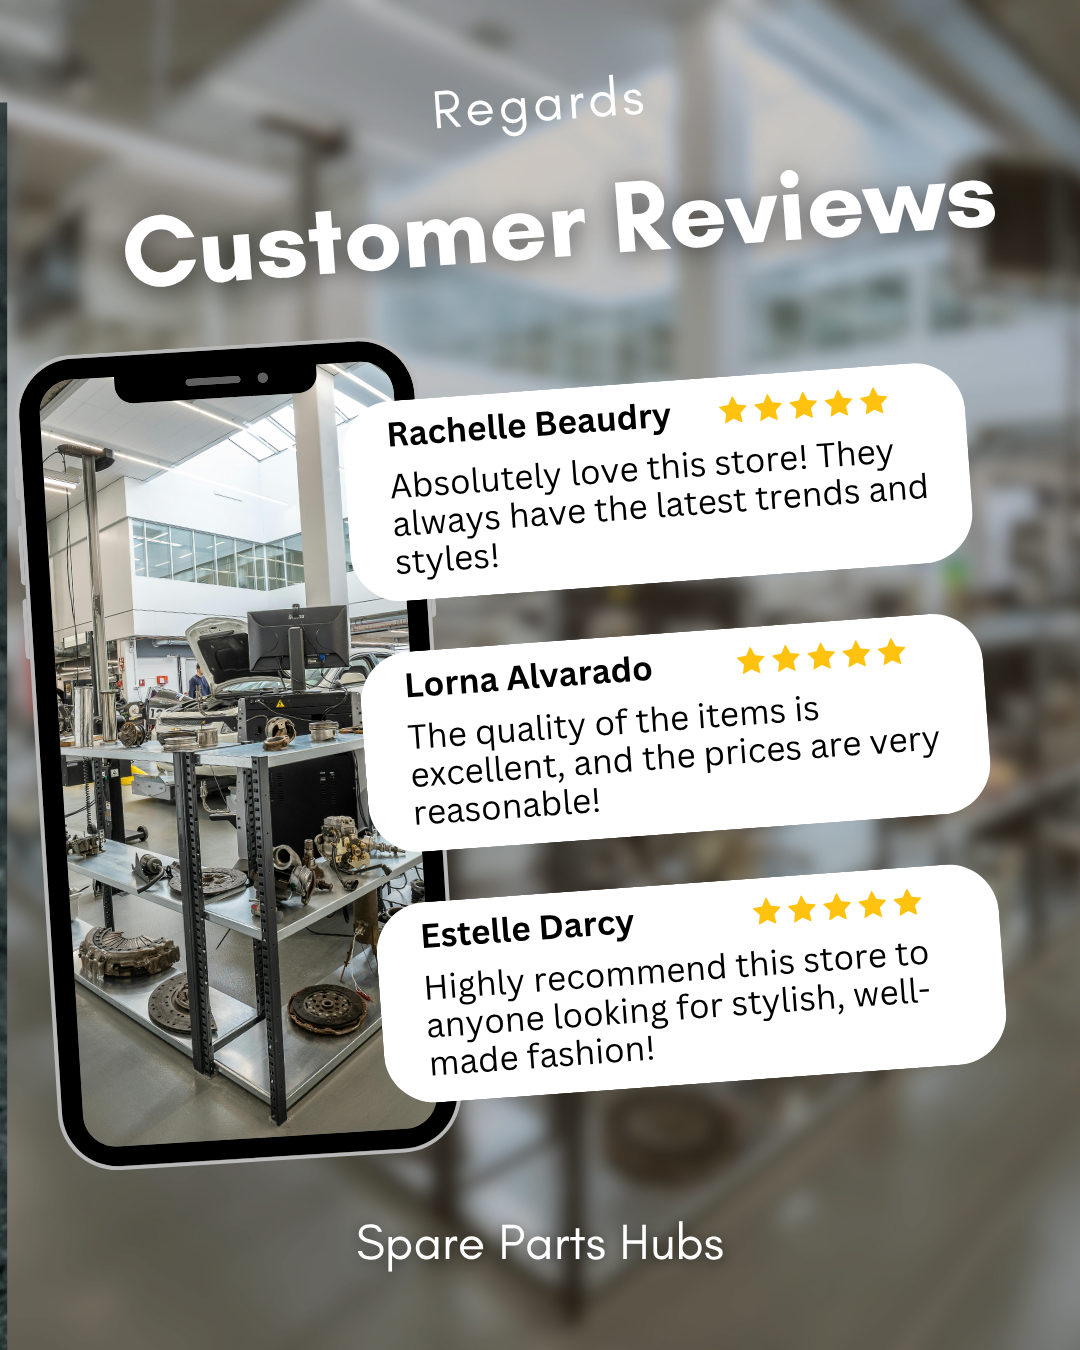 Regards
Customer Reviews
Rachelle Beaudry
Absolutely love this store! They
always have the latest trends and
styles!
Lorna Alvarado
The quality of the items is
excellent, and the prices are very
reasonable!
Estelle Darcy
Highly recommend this store to
anyone looking for stylish, well-
made fashion!
Spare Parts Hubs